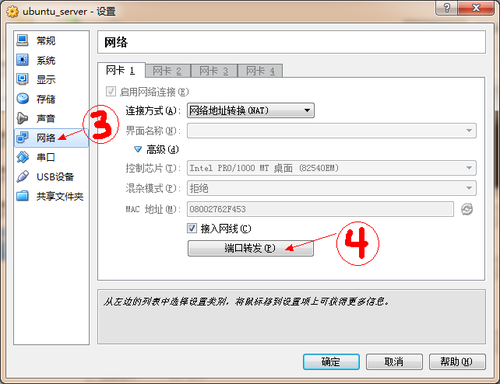 ubuntu_server - 设置
常规
系统
显示
存储
声音
网络
串口
USB设备
共享文件夹
3
网络
网卡 1
网卡 2
网卡 3
网卡 4
启用网络连接(E)
连接方式(A): 网络地址转换(NAT)
界面名称(N):
高级(d)
控制芯片(T): Intel PRO/1000 MT 桌面 (82540EM)
混杂模式(P): 拒绝
MAC 地址(M): 08002762F453
接入网线(C)
端口转发(P)
4
从左边的列表中选择设置类别，将鼠标移到设置项上可获得更多信息。
确定
取消
帮助(H)